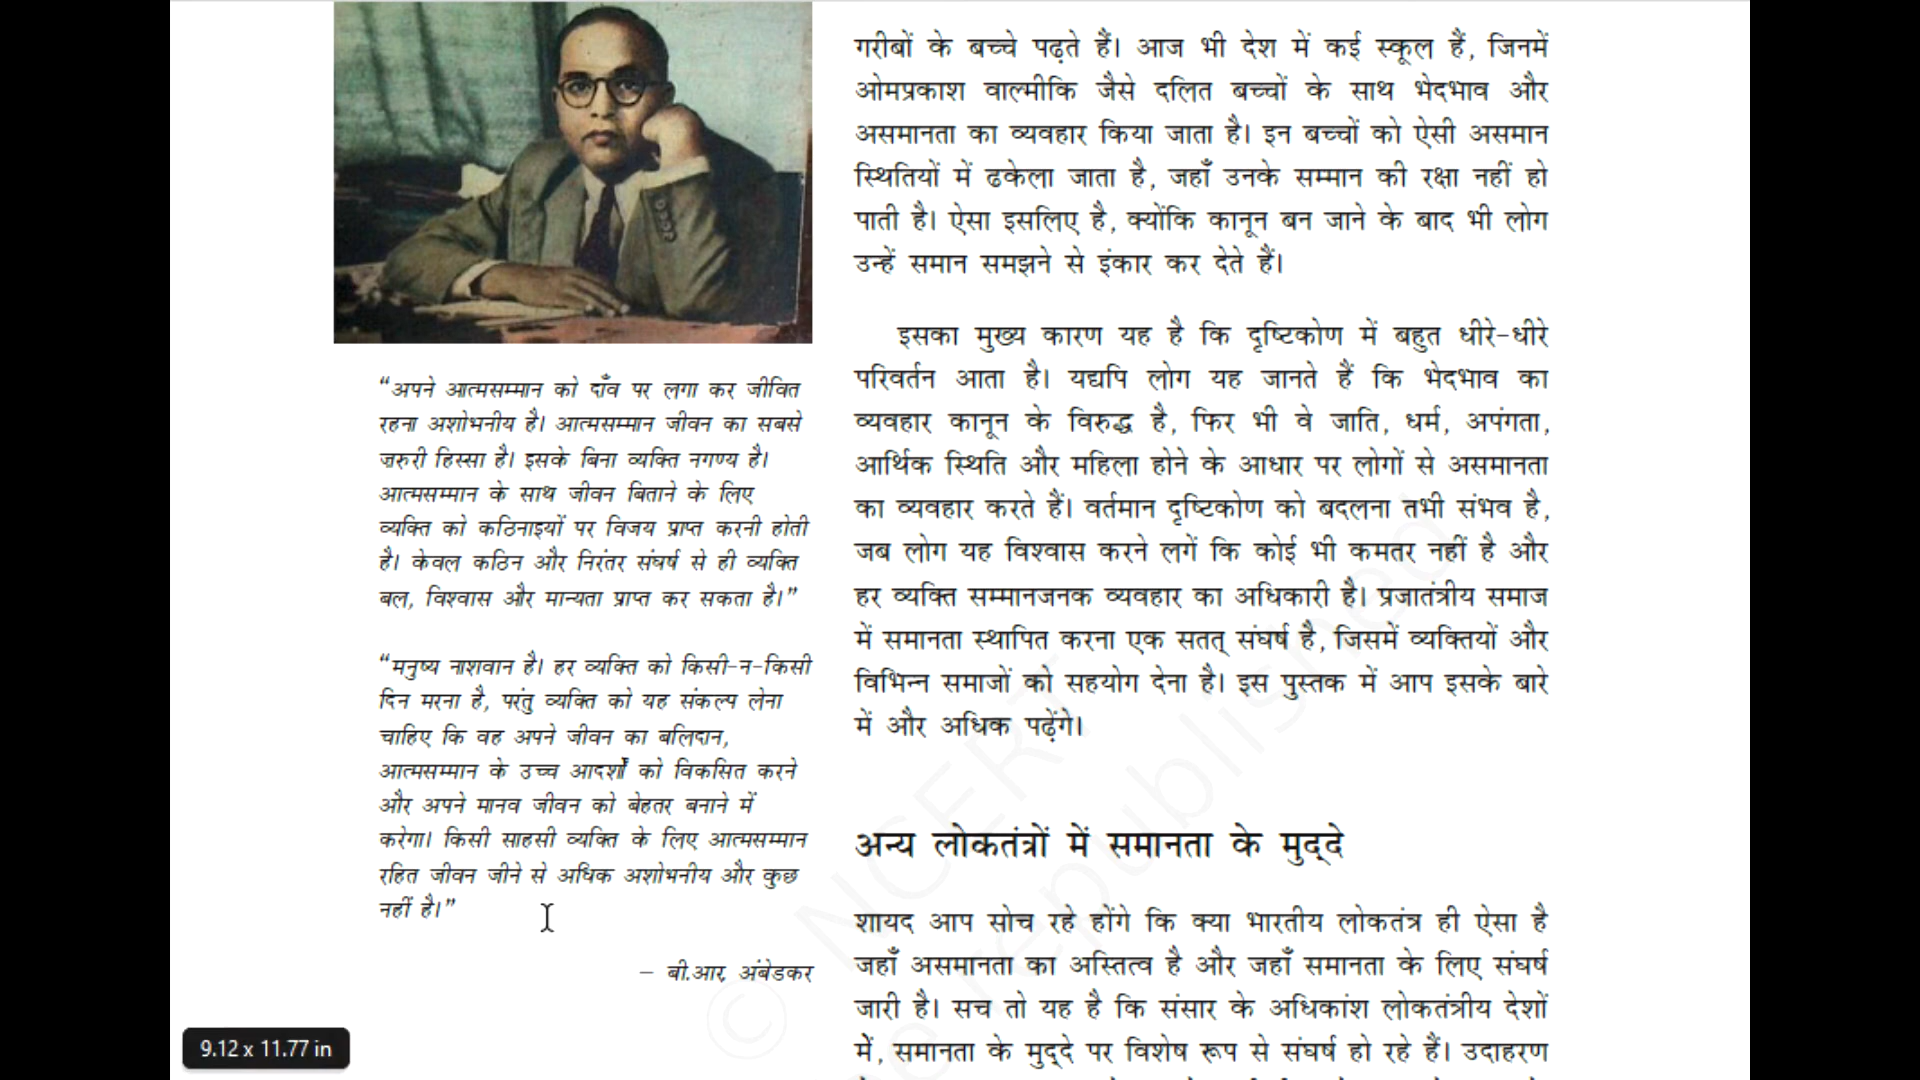 “अपने आत्मसम्मान को दाँव पर लगा कर जीवित
रहना अशोभनीय है। आत्मसम्मान जीवन का सबसे
ज़रुरी हिस्सा है। इसके बिना व्यक्ति नगण्य है।
आत्मसम्मान के साथ जीवन बिताने के लिए
व्यक्ति को कठिनाइयों पर विजय प्राप्त करनी होती
है। केवल कठिन और निरंतर संघर्ष से ही व्यक्ति
बल, विश्वास और मान्यता प्राप्त कर सकता है।”
“मनुष्य नाशवान है। हर व्यक्ति को किसी-न-किसी
दिन मरना है, परंतु व्यक्ति को यह संकल्प लेना
चाहिए कि वह अपने जीवन का बलिदान,
आत्मसम्मान के उच्च आदर्शों को विकसित करने
और अपने मानव जीवन को बेहतर बनाने में
करेगा। किसी साहसी व्यक्ति के लिए आत्मसम्मान
रहित जीवन जीने से अधिक अशोभनीय और कुछ
नहीं है।”
– बी.आर. अंबेडकर
गरीबों के बच्चे पढ़ते हैं। आज भी देश में कई स्कूल हैं, जिनमें
ओमप्रकाश वाल्मीकि जैसे दलित बच्चों के साथ भेदभाव और
असमानता का व्यवहार किया जाता है। इन बच्चों को ऐसी असमान
स्थितियों में ढकेला जाता है, जहाँ उनके सम्मान की रक्षा नहीं हो
पाती है। ऐसा इसलिए है, क्योंकि कानून बन जाने के बाद भी लोग
उन्हें समान समझने से इंकार कर देते हैं।
इसका मुख्य कारण यह है कि दृष्टिकोण में बहुत धीरे-धीरे
परिवर्तन आता है। यद्यपि लोग यह जानते हैं कि भेदभाव का
व्यवहार कानून के विरुद्ध है, फिर भी वे जाति, धर्म, अपंगता,
आर्थिक स्थिति और महिला होने के आधार पर लोगों से असमानता
का व्यवहार करते हैं। वर्तमान दृष्टिकोण को बदलना तभी संभव है,
जब लोग यह विश्वास करने लगें कि कोई भी कमतर नहीं है और
हर व्यक्ति सम्मानजनक व्यवहार का अधिकारी है। प्रजातंत्रीय समाज
में समानता स्थापित करना एक सतत् संघर्ष है, जिसमें व्यक्तियों और
विभिन्न समाजों को सहयोग देना है। इस पुस्तक में आप इसके बारे
में और अधिक पढ़ेंगे।
अन्य लोकतंत्रों में समानता के मुद्दे
शायद आप सोच रहे होंगे कि क्या भारतीय लोकतंत्र ही ऐसा है
जहाँ असमानता का अस्तित्व है और जहाँ समानता के लिए संघर्ष
जारी है। सच तो यह है कि संसार के अधिकांश लोकतंत्रीय देशों
में, समानता के मुद्दे पर विशेष रूप से संघर्ष हो रहे हैं। उदाहरण
© NCERT
republished
9.12 x 11.77 in